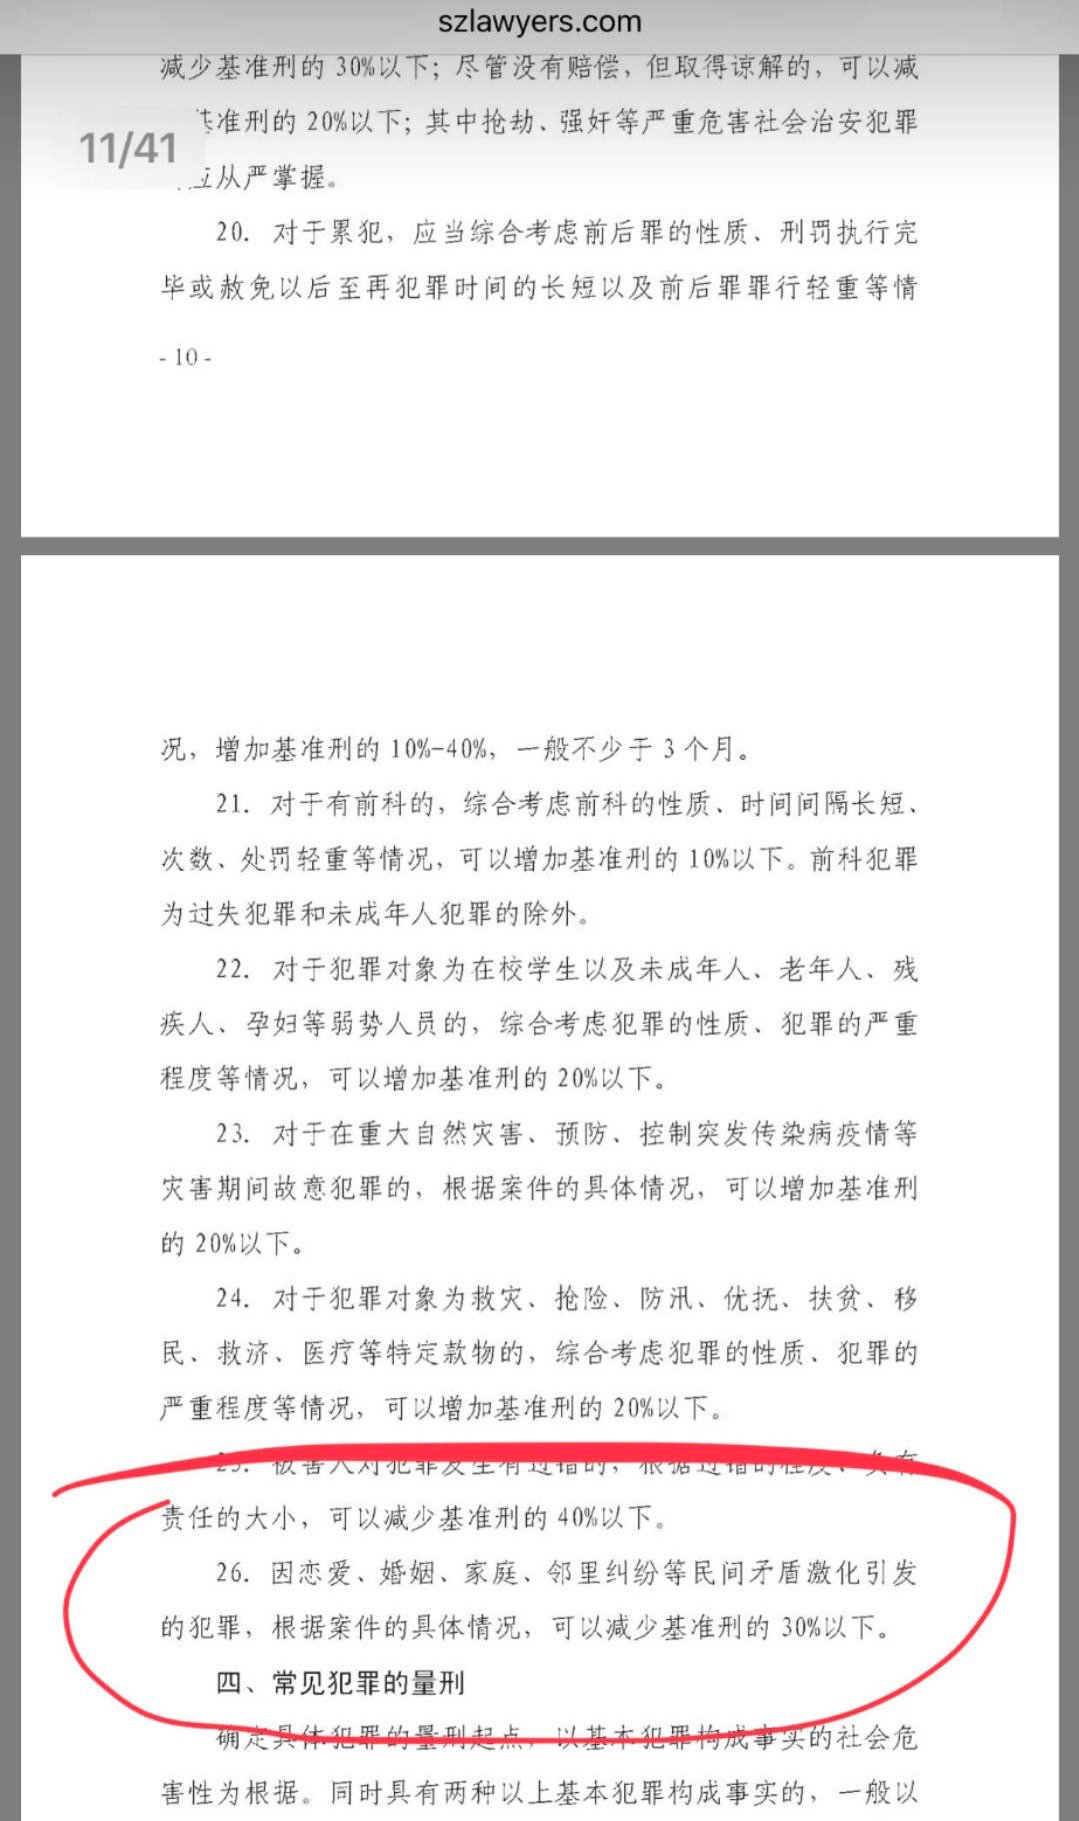 szlawyers.com
减少基准刑的 30%以下；尽管没有赔偿，但取得谅解的，可以减
基准刑的 20%以下；其中抢劫、强奸等严重危害社会治安犯罪
11/41
应从严掌握。
20. 对于累犯，应当综合考虑前后罪的性质、刑罚执行完
毕或赦免以后至再犯罪时间的长短以及前后罪罪行轻重等情
- 10 -
况，增加基准刑的 10%-40%，一般不少于 3 个月。
21. 对于有前科的，综合考虑前科的性质、时间间隔长短、
次数、处罚轻重等情况，可以增加基准刑的 10%以下。前科犯罪
为过失犯罪和未成年人犯罪的除外。
22. 对于犯罪对象为在校学生以及未成年人、老年人、残
疾人、孕妇等弱势人员的，综合考虑犯罪的性质、犯罪的严重
程度等情况，可以增加基准刑的 20%以下。
23. 对于在重大自然灾害、预防、控制突发传染病疫情等
灾害期间故意犯罪的，根据案件的具体情况，可以增加基准刑
的 20%以下。
24. 对于犯罪对象为救灾、抢险、防汛、优抚、扶贫、移
民、救济、医疗等特定款物的，综合考虑犯罪的性质、犯罪的
严重程度等情况，可以增加基准刑的 20%以下。
25. 被害人对犯罪发生有过错的，根据过错的程度、负有
责任的大小，可以减少基准刑的 40%以下。
26. 因恋爱、婚姻、家庭、邻里纠纷等民间矛盾激化引发
的犯罪，根据案件的具体情况，可以减少基准刑的 30%以下。
四、常见犯罪的量刑
确定具体犯罪的量刑起点，以基本犯罪构成事实的社会危
害性为根据。同时具有两种以上基本犯罪构成事实的，一般以